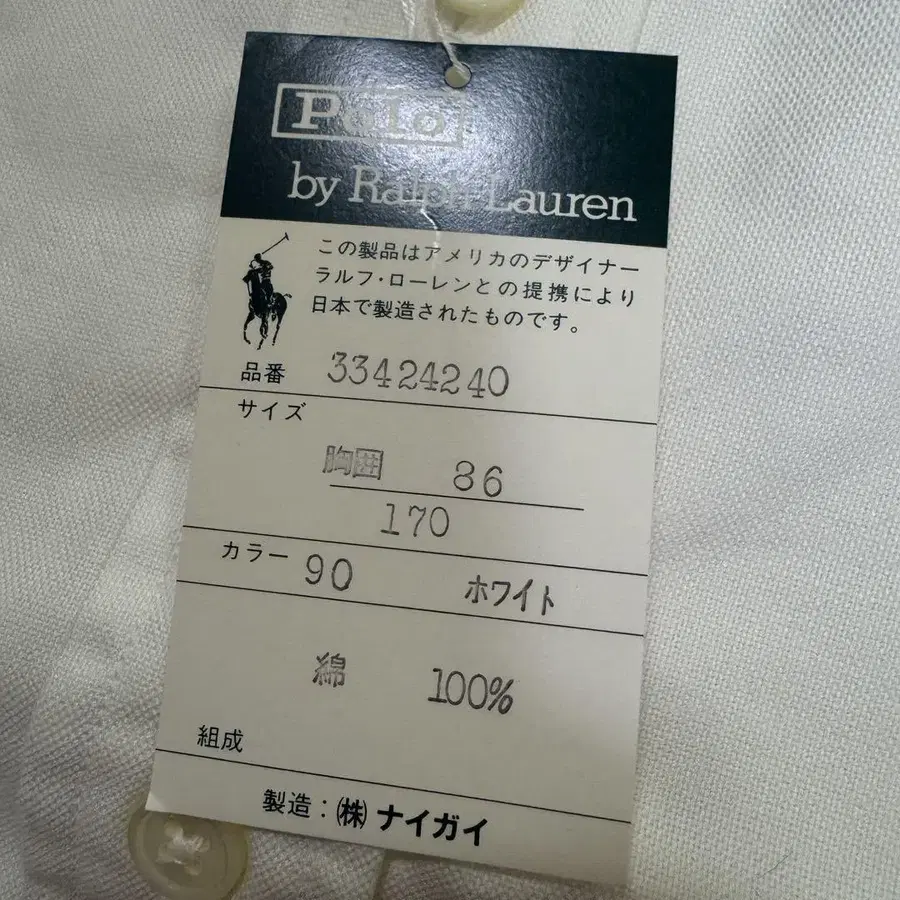 Polo
by Ralph Lauren
この製品はアメリカのデザイナー
ラルフ・ローレンとの提携により
日本で製造されたものです。
品番 33424240
サイズ
胸囲 86
170
カラー 90 ホワイト
綿 100%
組成
製造：㈱ ナイガイ